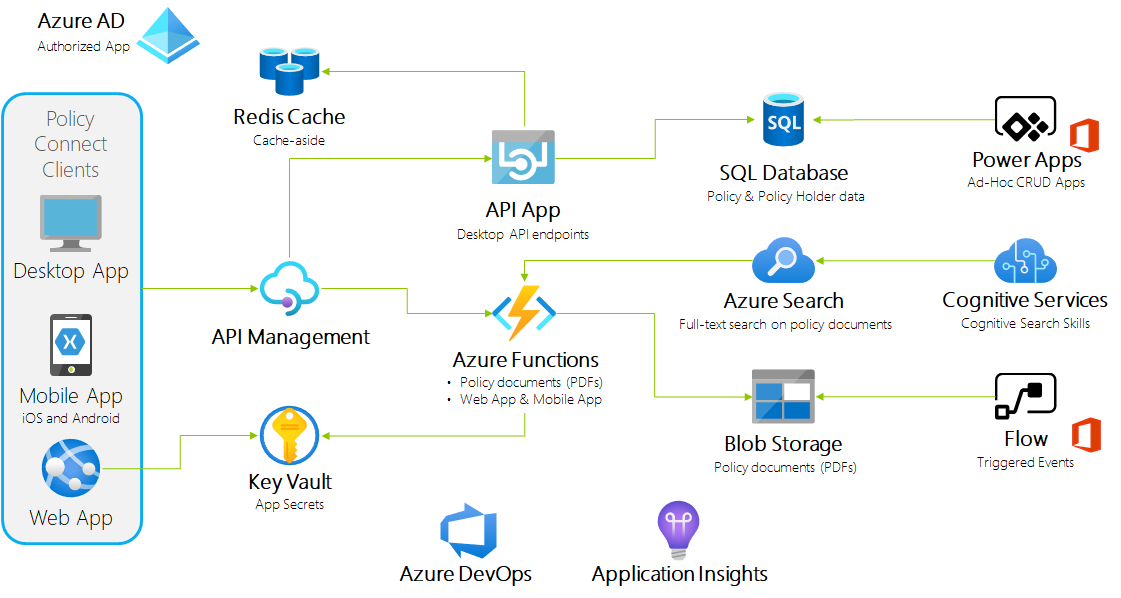 Azure AD
Authorized App
Policy
Connect
Clients
Desktop App
Mobile App
iOS and Android
Web App
Redis Cache
Cache-aside
API Management
Key Vault
App Secrets
API App
Desktop API endpoints
Azure Functions
• Policy documents (PDFs)
• Web App & Mobile App
SQL
SQL Database
Policy & Policy Holder data
Azure Search
Full-text search on policy documents
Blob Storage
Policy documents (PDFs)
Power Apps
Ad-Hoc CRUD Apps
Cognitive Services
Cognitive Search Skills
Flow
Triggered Events
Azure DevOps
Application Insights